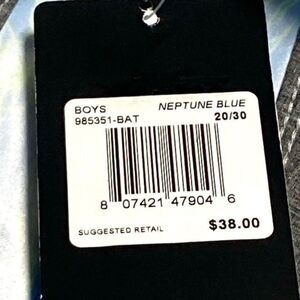 BOYS NEPTUNE BLUE
985351-BAT 20/30
8 07421 47904 6
SUGGESTED RETAIL $38.00